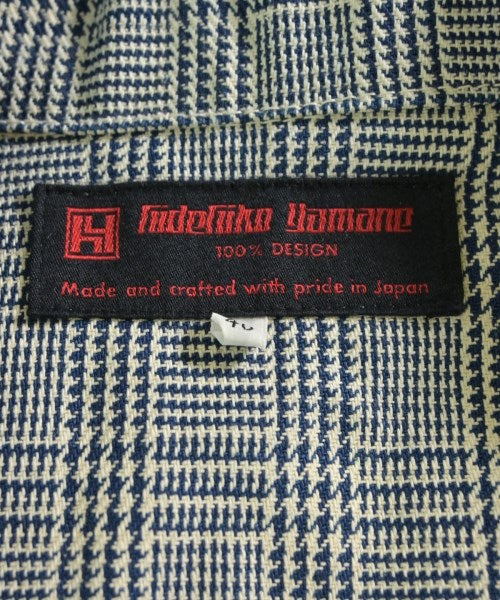 H
Hidehiko Yamane
100% DESIGN
Made and crafted with pride in Japan